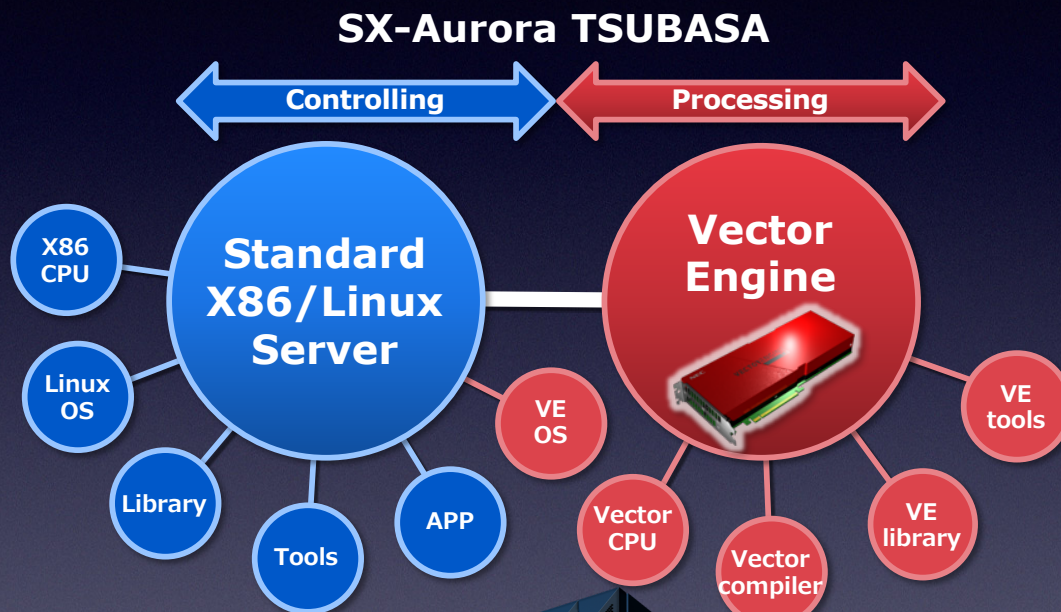 SX-Aurora TSUBASA
Controlling
Processing
Standard
X86/Linux
Server
Vector
Engine
X86
CPU
Linux
OS
Library
Tools
APP
VE
OS
Vector
CPU
Vector
compiler
VE
library
VE
tools